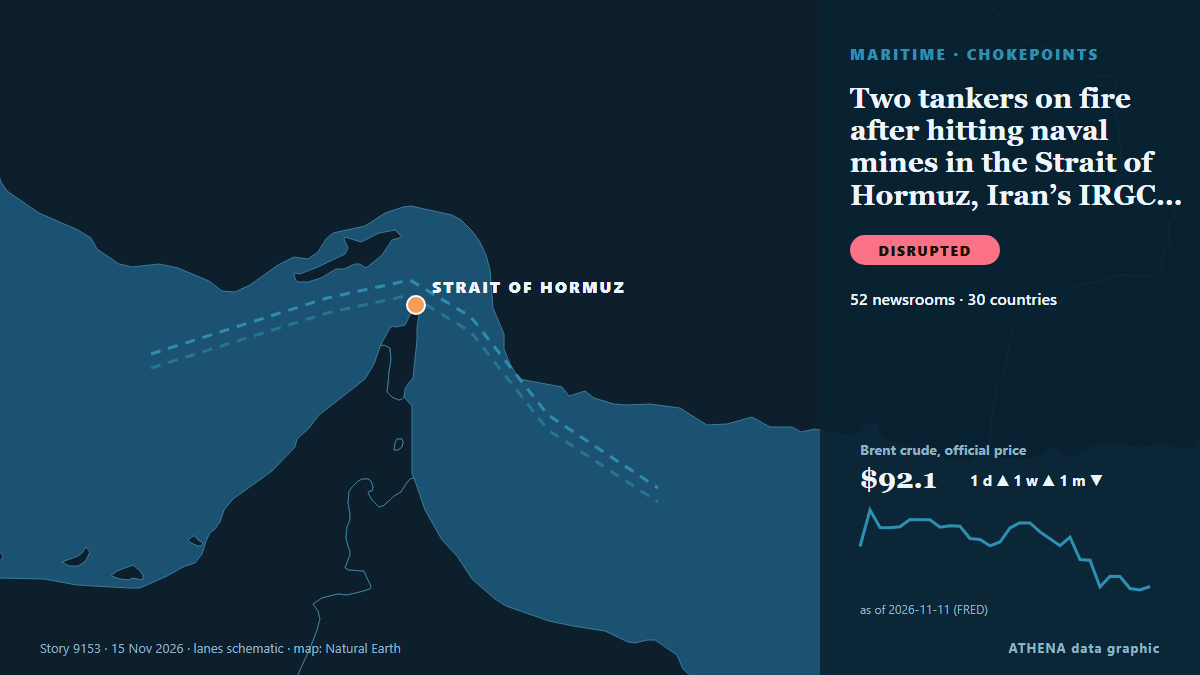 MARITIME · CHOKEPOINTS
Two tankers on fire
after hitting naval
mines in the Strait of
Hormuz, Iran’s IRGC…
DISRUPTED
52 newsrooms · 30 countries
STRAIT OF HORMUZ
Brent crude, official price
$92.1 1 d ▲ 1 w ▲ 1 m ▼
as of 2026-11-11 (FRED)
Story 9153 · 15 Nov 2026 · lanes schematic · map: Natural Earth
ATHENA data graphic